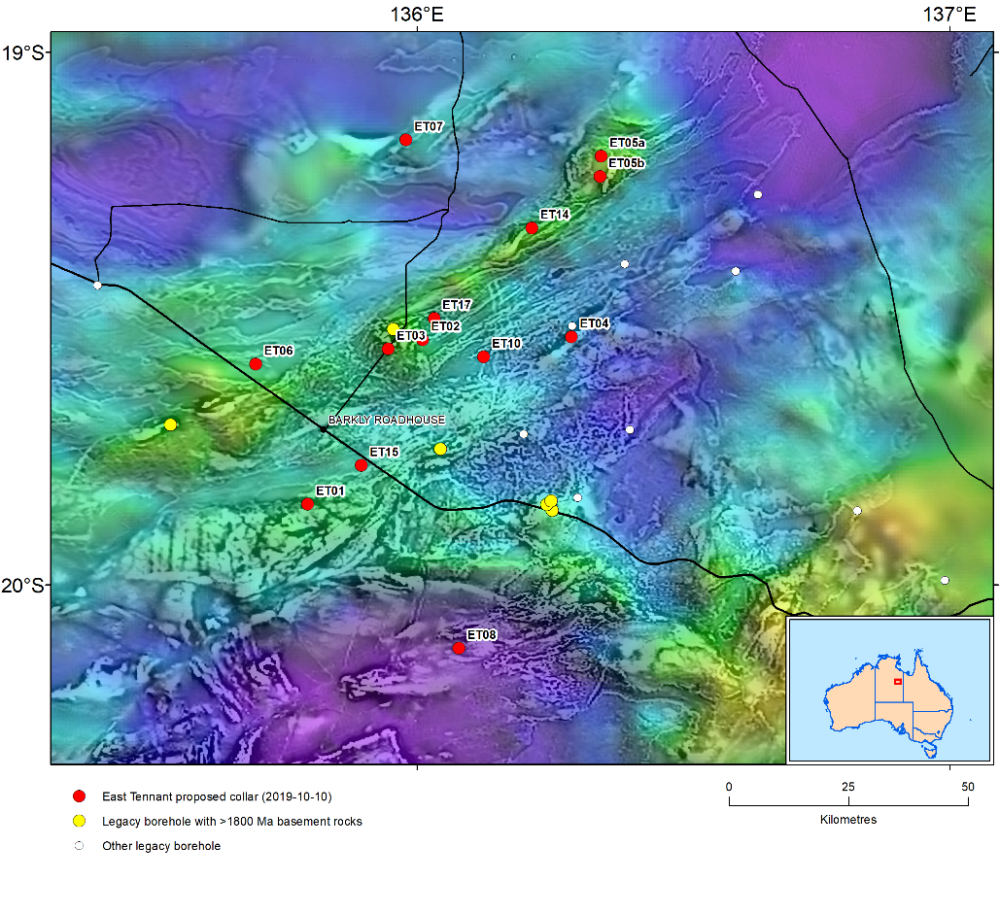 136°E
137°E
19°S
ET07
ET05a
ET05b
ET14
ET17
ET02
ET04
ET03
ET10
ET06
BARKLY ROADHOUSE
ET15
ET01
20°S
ET08
0
25
50
Kilometres
East Tennant proposed collar (2019-10-10)
Legacy borehole with >1800 Ma basement rocks
Other legacy borehole